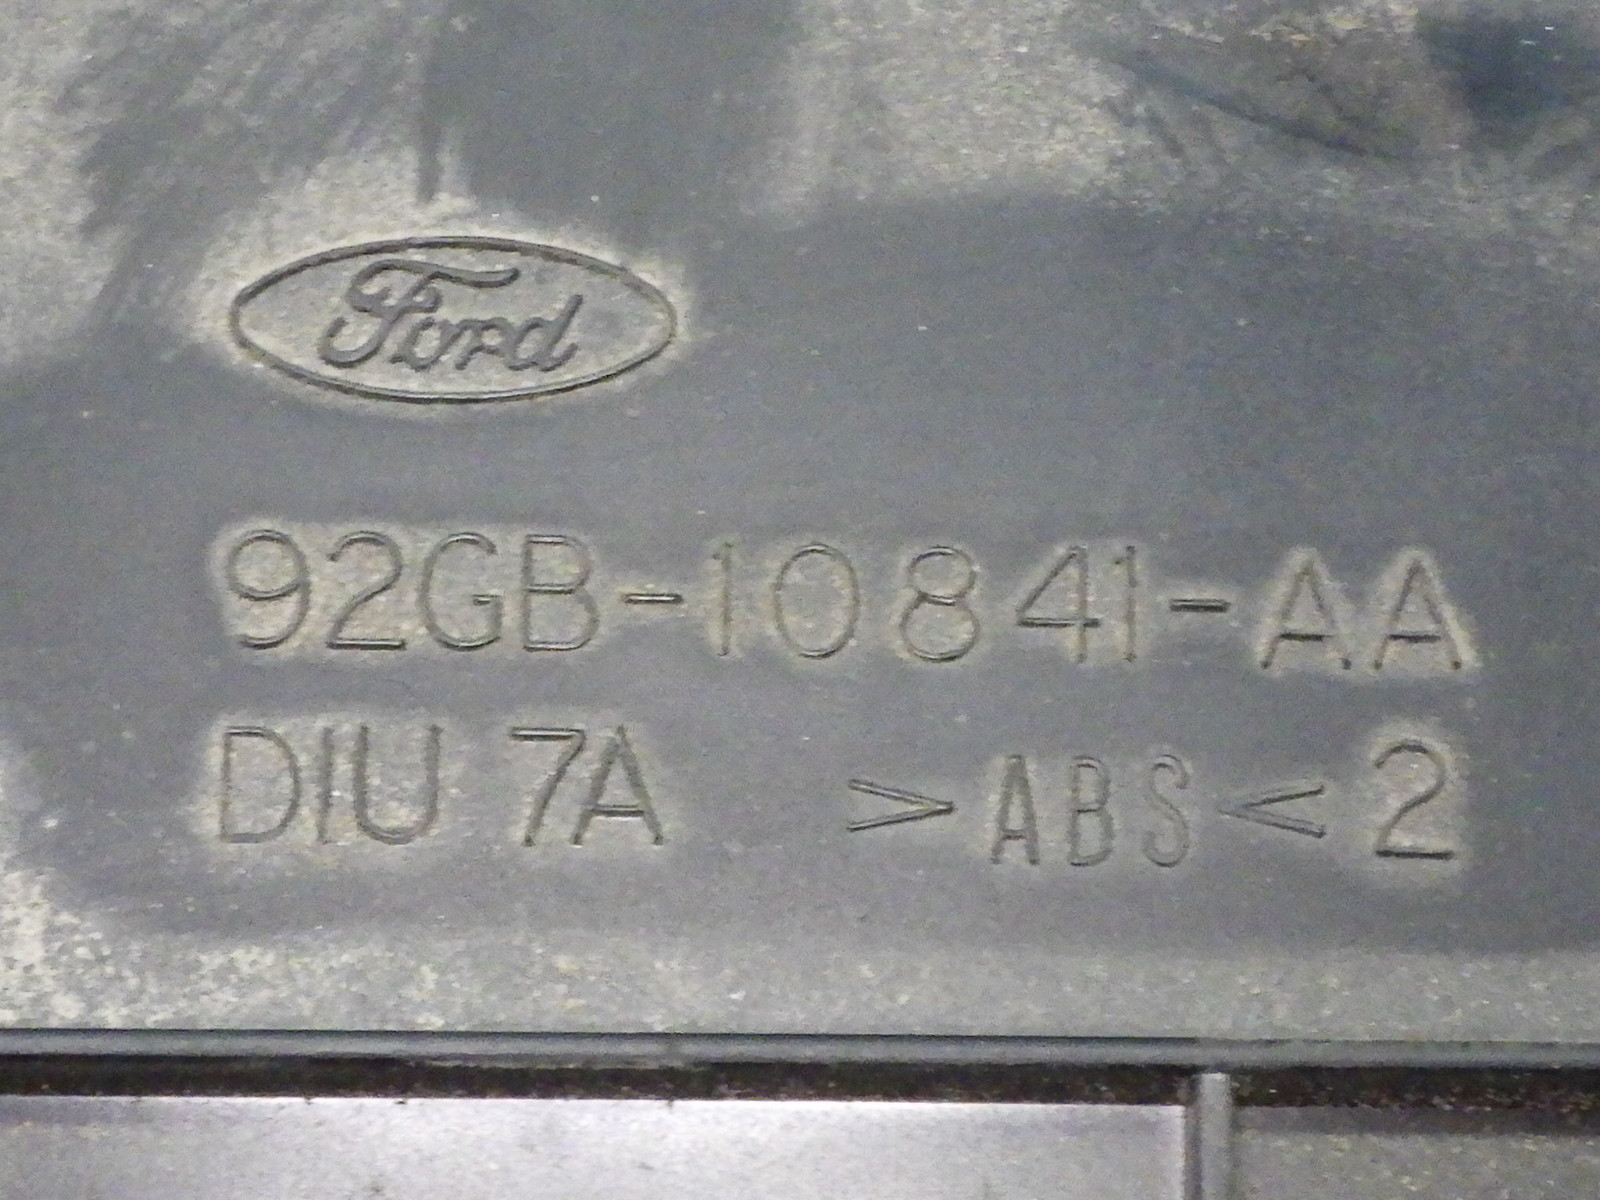 Ford
92GB-10841-AA
DIU 7A >ABS< 2